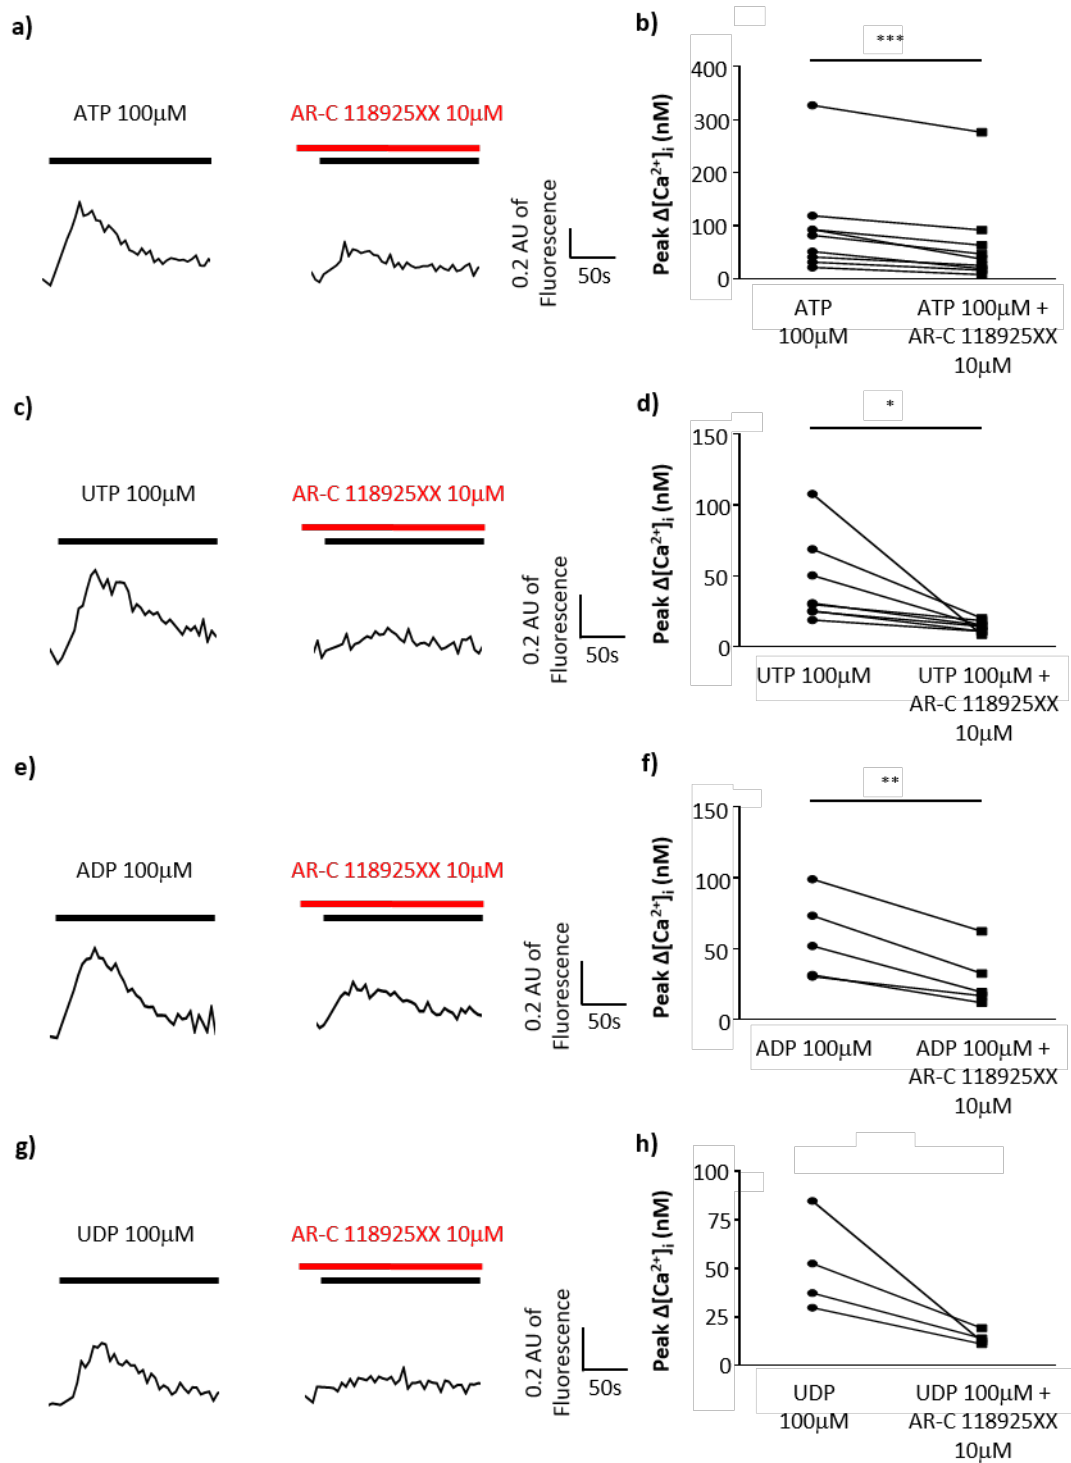 a)
ATP 100μM
AR-C 118925XX 10μM
0.2 AU of
Fluorescence
50s
b)
***
Peak Δ[Ca²⁺]ᵢ (nM)
400
300
200
100
0
ATP
100μM
ATP 100μM +
AR-C 118925XX
10μM
c)
UTP 100μM
AR-C 118925XX 10μM
0.2 AU of
Fluorescence
50s
d)
*
Peak Δ[Ca²⁺]ᵢ (nM)
150
100
50
0
UTP 100μM
UTP 100μM +
AR-C 118925XX
10μM
e)
ADP 100μM
AR-C 118925XX 10μM
0.2 AU of
Fluorescence
50s
f)
**
Peak Δ[Ca²⁺]ᵢ (nM)
150
100
50
0
ADP 100μM
ADP 100μM +
AR-C 118925XX
10μM
g)
UDP 100μM
AR-C 118925XX 10μM
0.2 AU of
Fluorescence
50s
h)
Peak Δ[Ca²⁺]ᵢ (nM)
100
75
50
25
0
UDP
100μM
UDP 100μM +
AR-C 118925XX
10μM